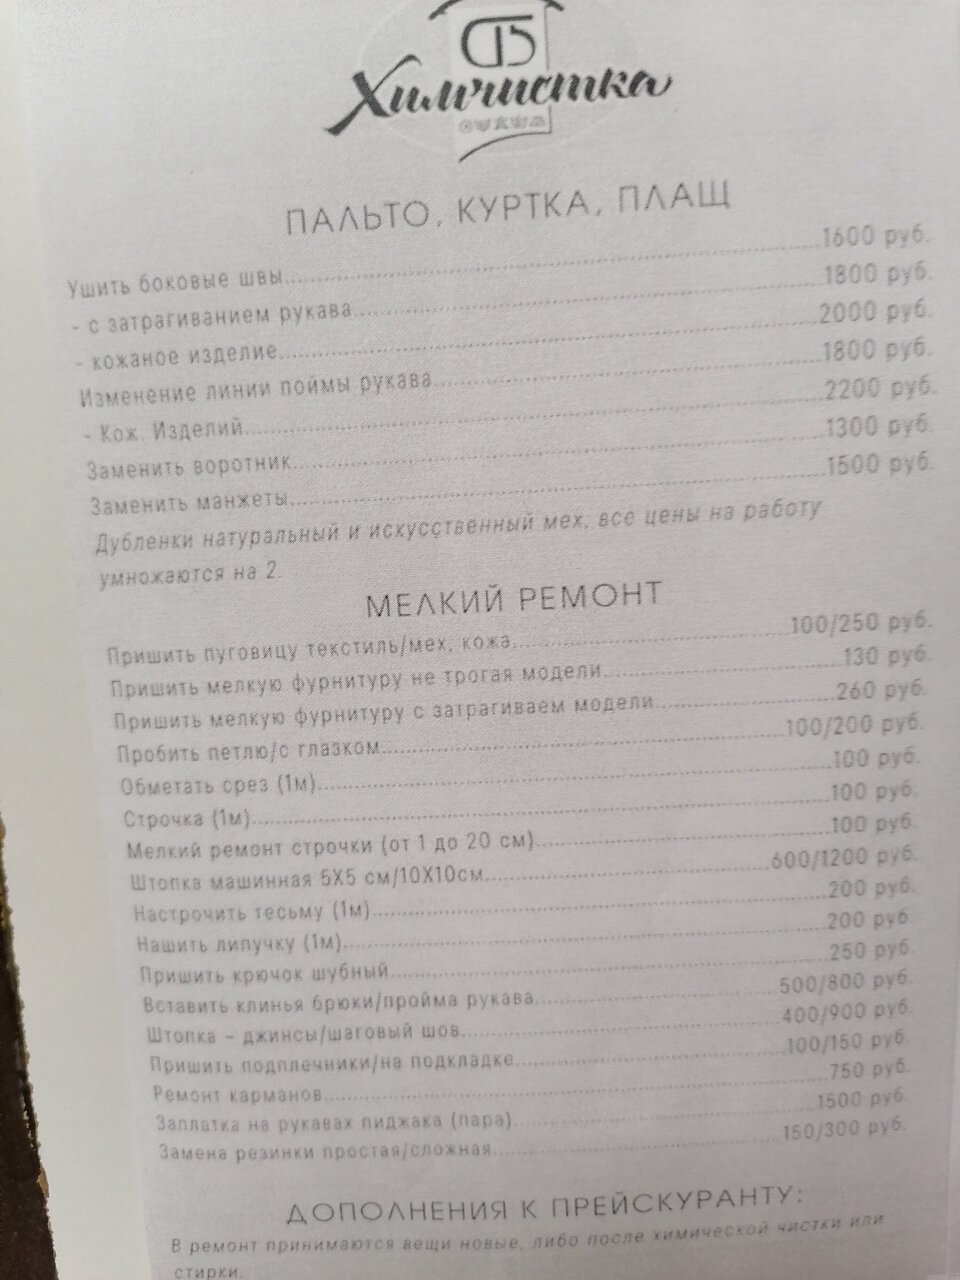 СБ
Химчистка
ПАЛЬТО, КУРТКА, ПЛАЩ
Ушить боковые швы 1600 руб.
- с затрагиванием рукава 1800 руб.
- кожаное изделие 2000 руб.
Изменение линии поймы рукава 1800 руб.
- Кож. Изделий 2200 руб.
Заменить воротник 1300 руб.
Заменить манжеты 1500 руб.
Дубленки натуральный и искусственный мех, все цены на работу
умножаются на 2.
МЕЛКИЙ РЕМОНТ
Пришить пуговицу текстиль/мех, кожа 100/250 руб.
Пришить мелкую фурнитуру не трогая модели 130 руб.
Пришить мелкую фурнитуру с затрагиваем модели 260 руб.
Пробить петлю/с глазком 100/200 руб.
Обметать срез (1м) 100 руб.
Строчка (1м) 100 руб.
Мелкий ремонт строчки (от 1 до 20 см) 100 руб.
Штопка машинная 5Х5 см/10Х10см 600/1200 руб.
Настрочить тесьму (1м) 200 руб.
Нашить липучку (1м) 200 руб.
Пришить крючок шубный 250 руб.
Вставить клинья брюки/пройма рукава 500/800 руб.
Штопка – джинсы/шаговый шов 400/900 руб.
Пришить подплечники/на подкладке 100/150 руб.
Ремонт карманов 750 руб.
Заплатка на рукавах пиджака (пара) 1500 руб.
Замена резинки простая/сложная 150/300 руб.
ДОПОЛНЕНИЯ К ПРЕЙСКУРАНТУ:
В ремонт принимаются вещи новые, либо после химической чистки или
стирки.